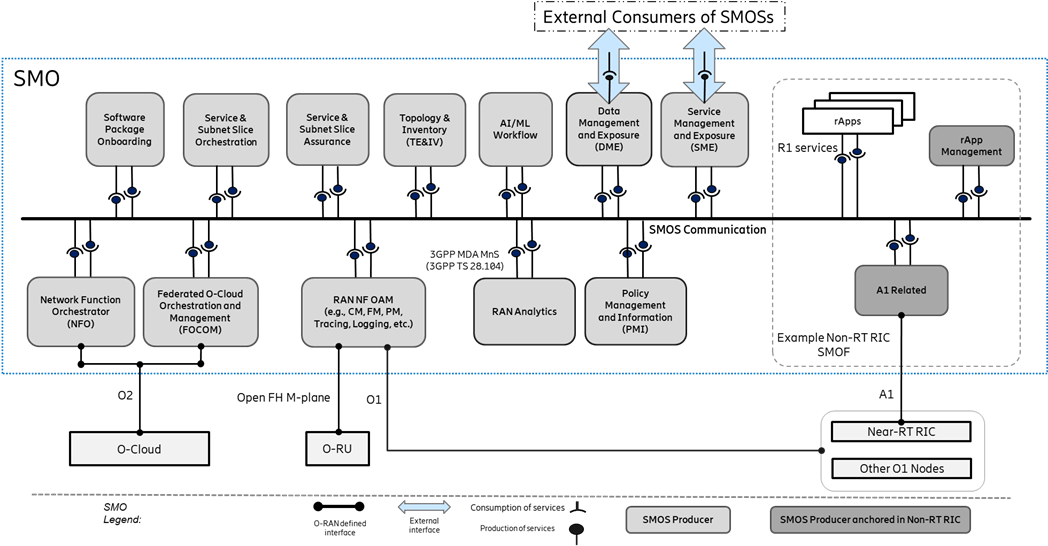 External Consumers of SMOSs
SMO
Software
Package
Onboarding
Service &
Subnet Slice
Orchestration
Service &
Subnet Slice
Assurance
Topology &
Inventory
(TE&IV)
AI/ML
Workflow
Data
Management
and Exposure
(DME)
Service
Management
and Exposure
(SME)
rApps
R1 services
rApp
Management
SMOS Communication
3GPP MDA MnS
(3GPP TS 28.104)
Network Function
Orchestrator
(NFO)
Federated O-Cloud
Orchestration and
Management
(FOCOM)
RAN NF OAM
(e.g., CM, FM, PM,
Tracing, Logging, etc.)
RAN Analytics
Policy
Management
and Information
(PMI)
A1 Related
Example Non-RT RIC
SMOF
O2
Open FH M-plane
O1
A1
O-Cloud
O-RU
Near-RT RIC
Other O1 Nodes
SMO
Legend:
O-RAN defined
interface
External
interface
Consumption of services
Production of services
SMOS Producer
SMOS Producer anchored in Non-RT RIC